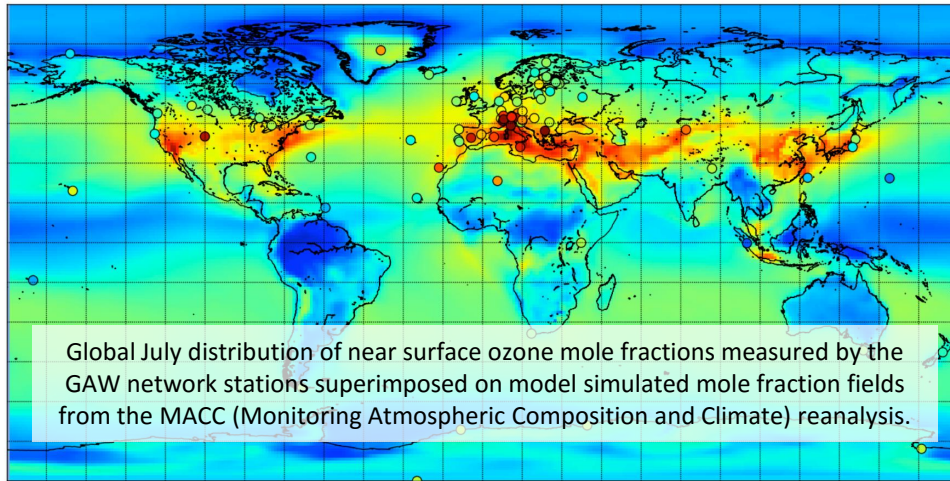 Global July distribution of near surface ozone mole fractions measured by the
GAW network stations superimposed on model simulated mole fraction fields
from the MACC (Monitoring Atmospheric Composition and Climate) reanalysis.